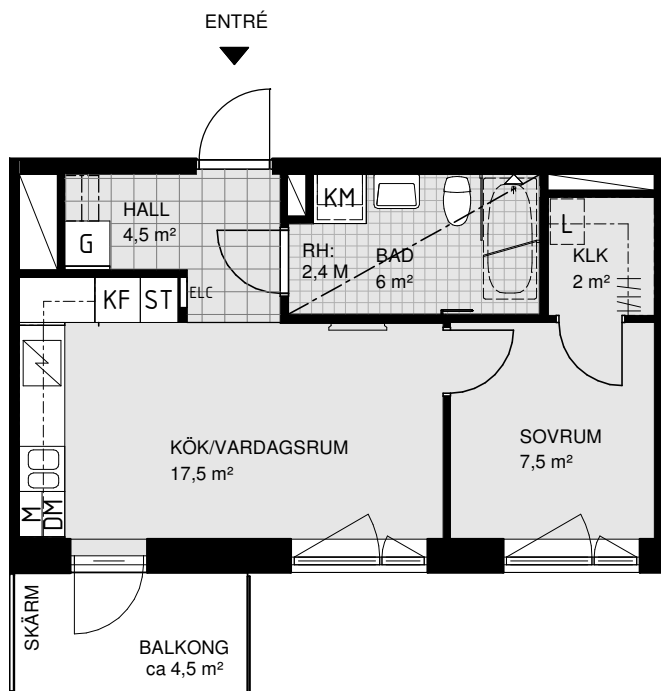 ENTRÉ
HALL
4,5 m²
G
KM
RH:
2,4 M
BAD
6 m²
L
KLK
2 m²
KF
ST
ELC
KÖK/VARDAGSRUM
17,5 m²
SOVRUM
7,5 m²
M
DM
SKÄRM
BALKONG
ca 4,5 m²